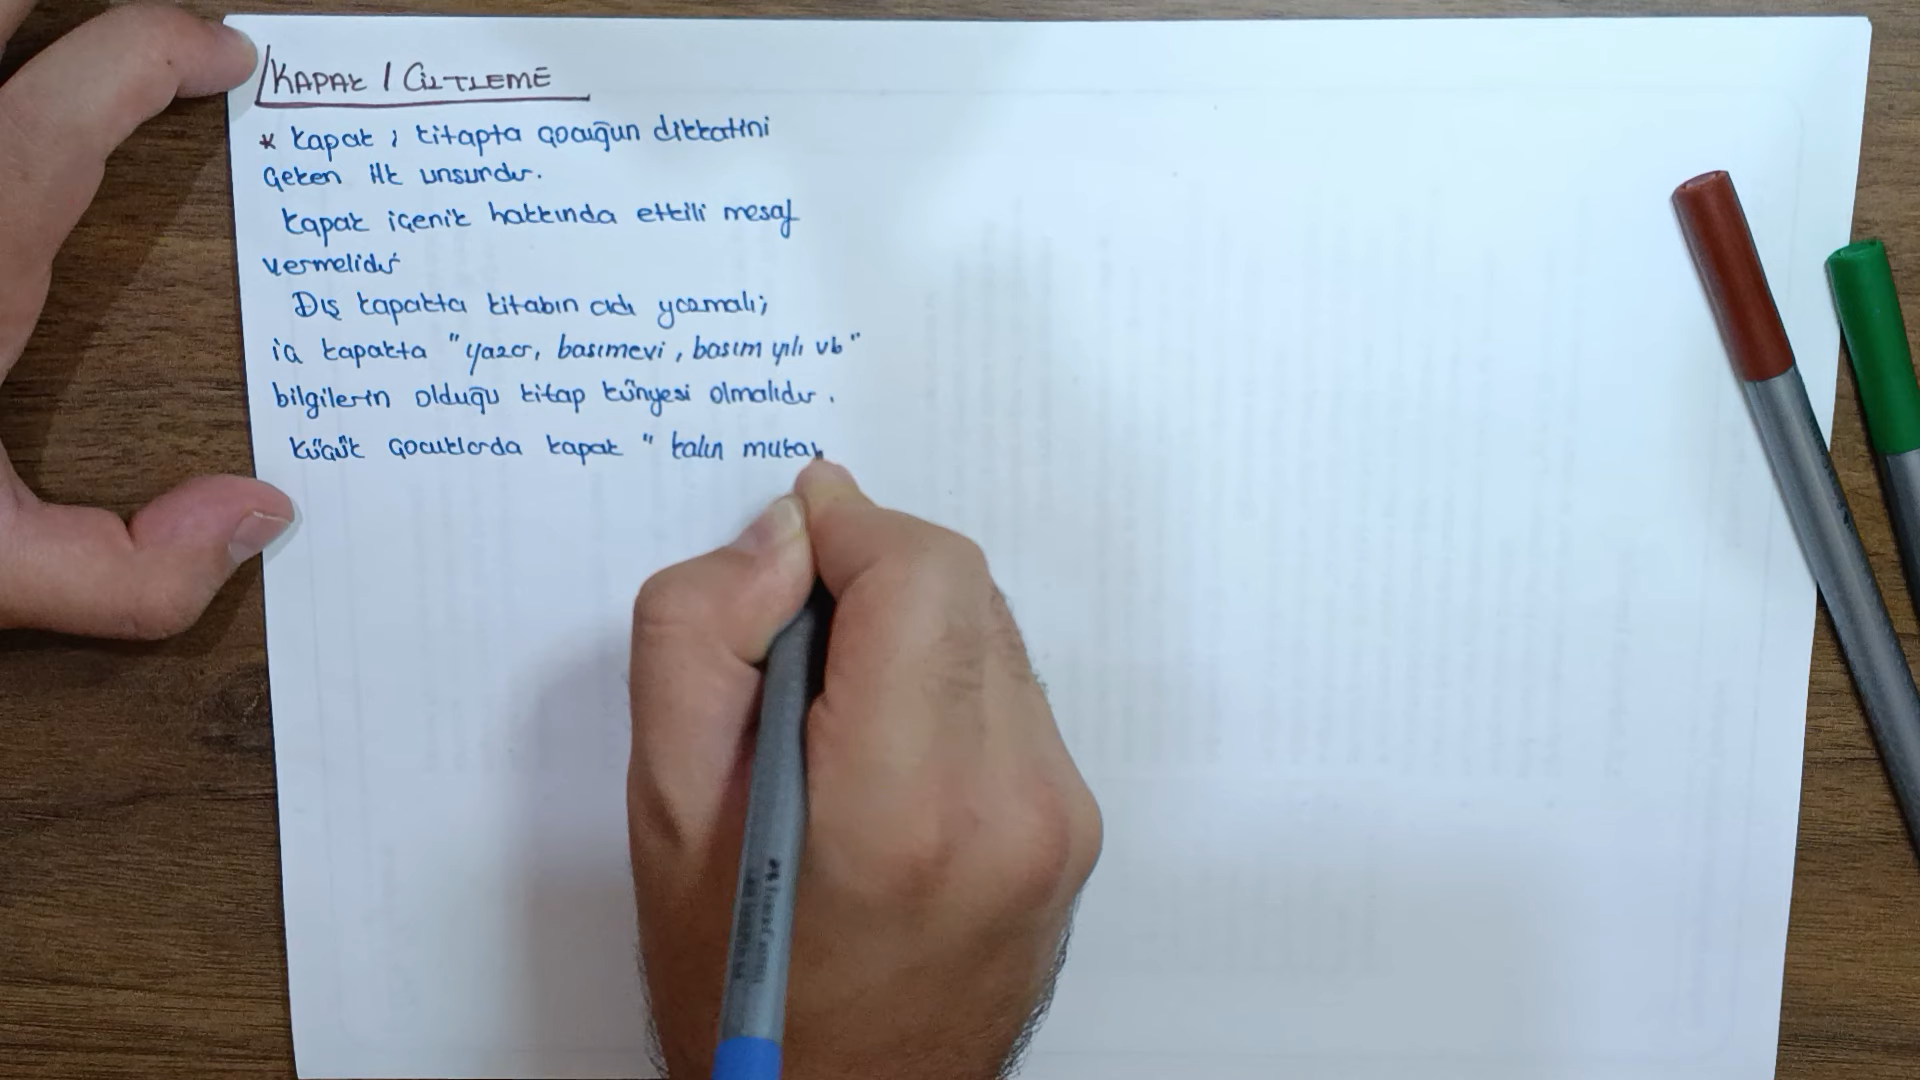 KAPAK / CİLTLEME
* Kapak ; kitapta çocuğun dikkatini
çeken ilk unsurdur.
Kapak içerik hakkında etkili mesaj
vermelidir
Dış kapakta kitabın adı yazmalı;
iç kapakta "yazar, basımevi, basım yılı vb"
bilgilerin olduğu kitap künyesi olmalıdır.
Küçük çocuklarda kapak " kalın mukav